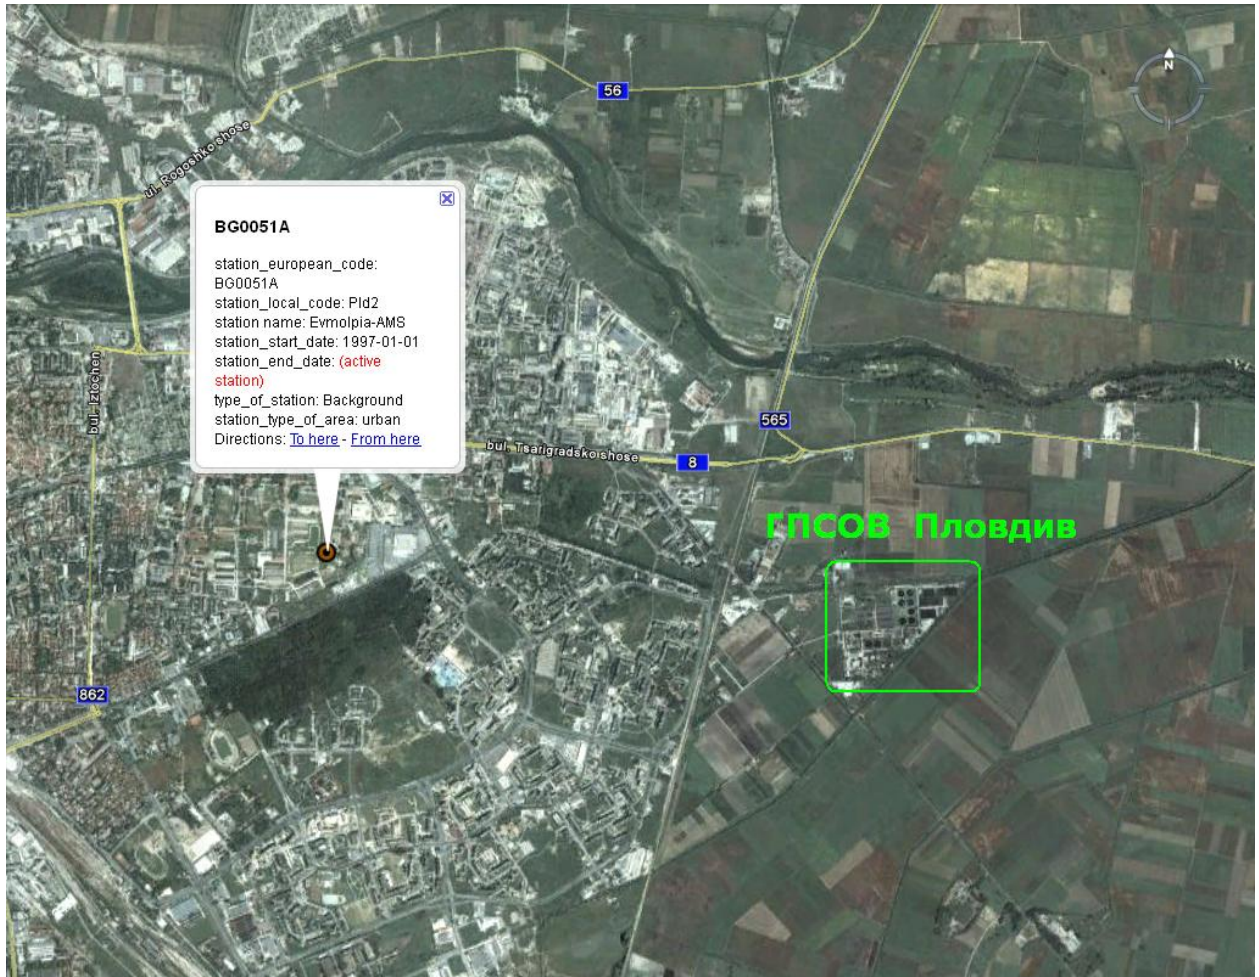 56
N
ul. Rogoshko shose
BG0051A
station_european_code:
BG0051A
station_local_code: Pld2
station name: Evmolpia-AMS
station_start_date: 1997-01-01
station_end_date: (active
station)
type_of_station: Background
station_type_of_area: urban
Directions: To here - From here
bul. Iztochen
565
bul. Tsarigradsko shose
8
ГПСОВ Пловдив
862